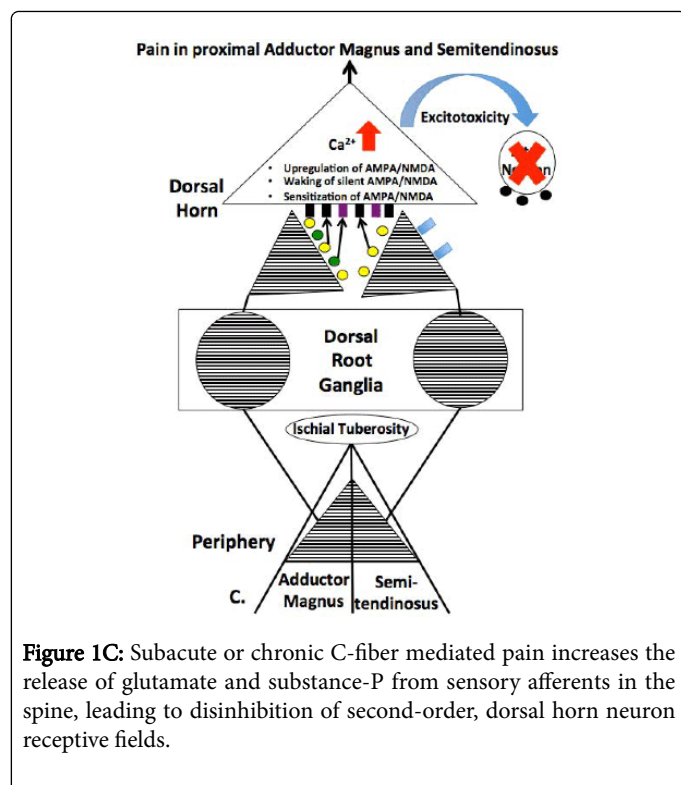 Pain in proximal Adductor Magnus and Semitendinosus
Excitotoxicity
Ca2+
• Upregulation of AMPA/NMDA
• Waking of silent AMPA/NMDA
• Sensitization of AMPA/NMDA
Dorsal
Horn
Dorsal
Root
Ganglia
Ischial Tuberosity
Periphery
C.
Adductor
Magnus
Semi-
tendinosus
Figure 1C: Subacute or chronic C-fiber mediated pain increases the
release of glutamate and substance-P from sensory afferents in the
spine, leading to disinhibition of second-order, dorsal horn neuron
receptive fields.